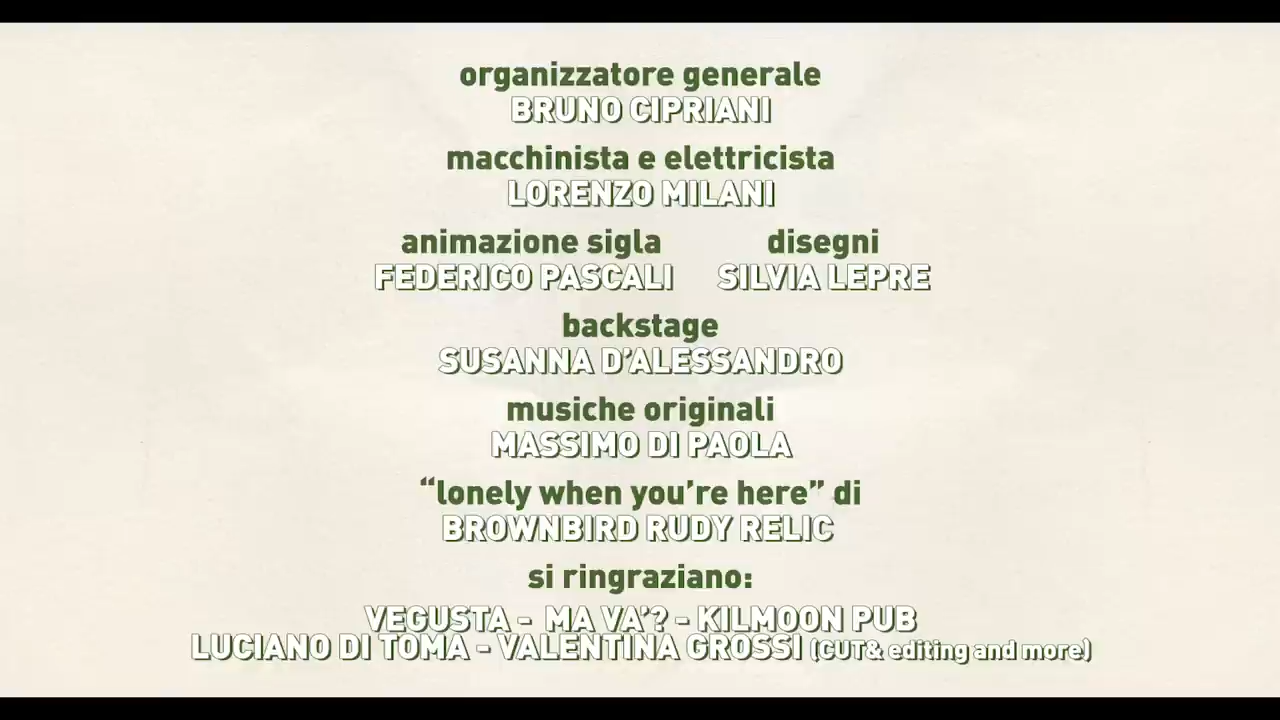 organizzatore generale
BRUNO CIPRIANI
macchinista e elettricista
LORENZO MILANI
animazione sigla disegni
FEDERICO PASCALI SILVIA LEPRE
backstage
SUSANNA D'ALESSANDRO
musiche originali
MASSIMO DI PAOLA
“lonely when you’re here” di
BROWNBIRD RUDY RELIC
si ringraziano:
VEGUSTA - MA VA’? - KILMOON PUB
LUCIANO DI TOMA - VALENTINA GROSSI (CUT& editing and more)